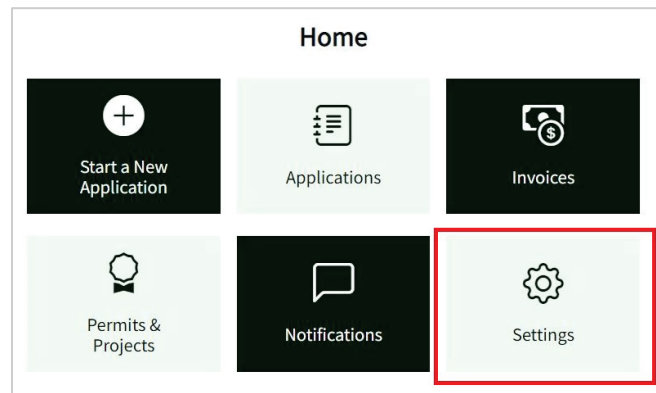 Home
Start a New
Application
Applications
Invoices
Permits &
Projects
Notifications
Settings